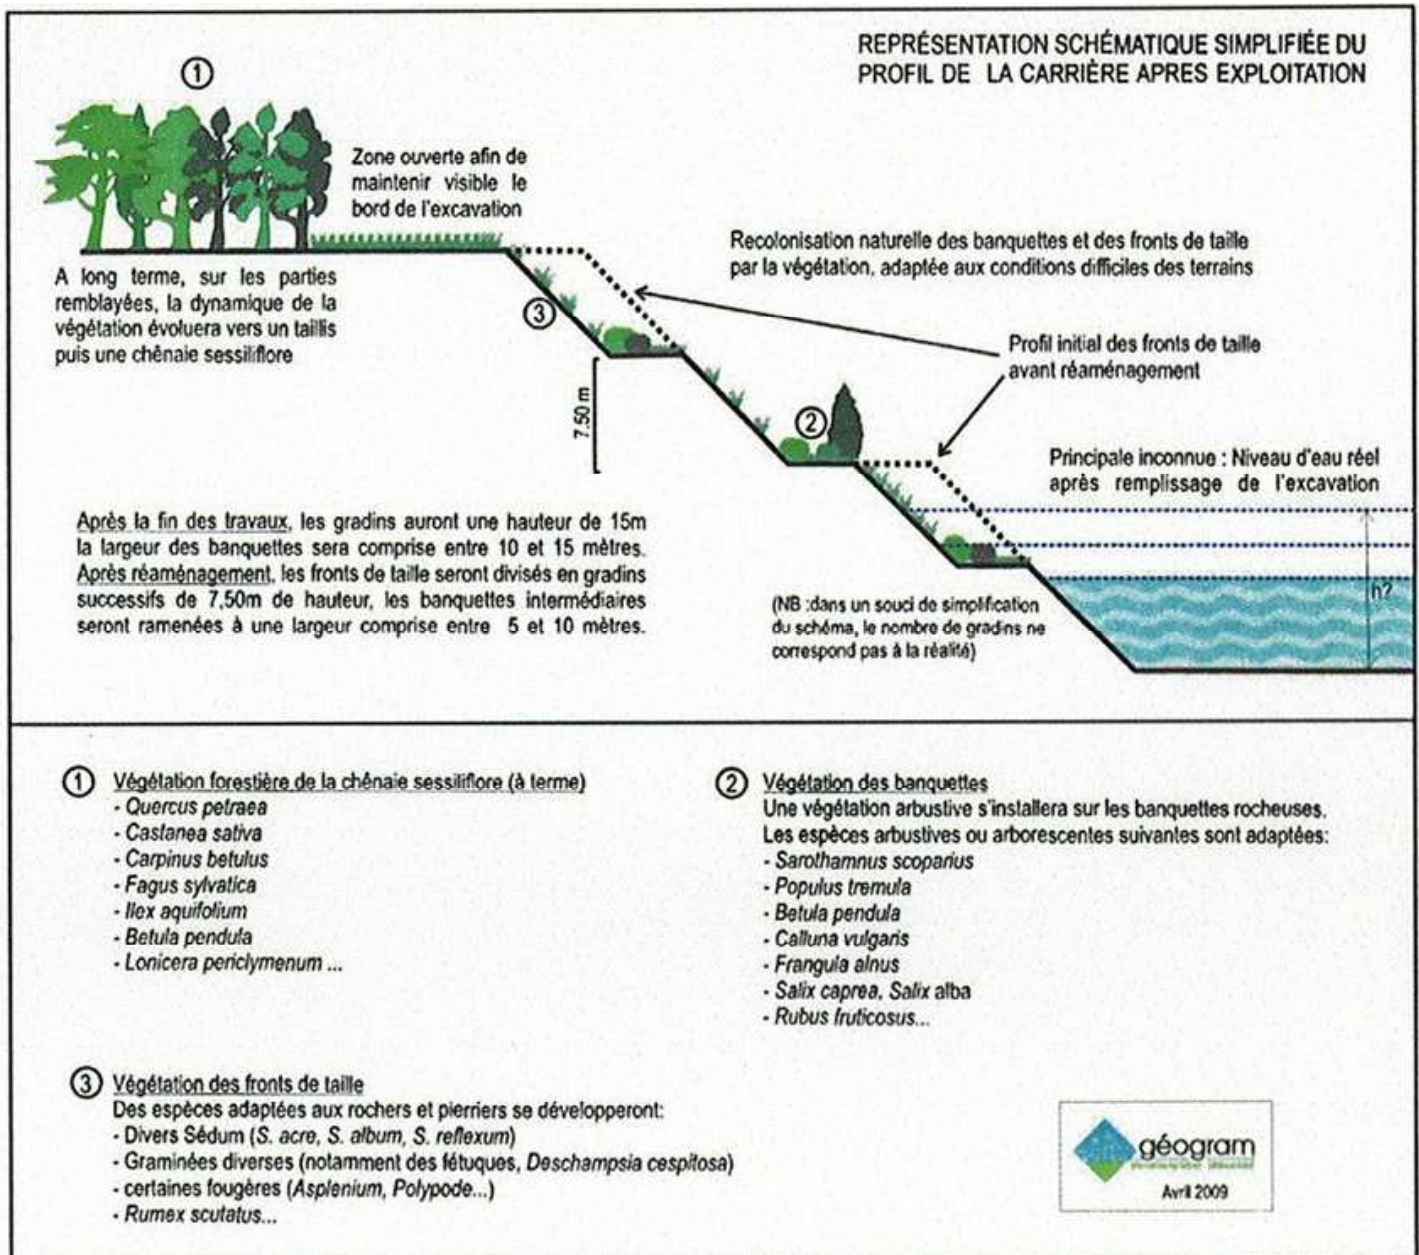 REPRÉSENTATION SCHÉMATIQUE SIMPLIFIÉE DU
PROFIL DE LA CARRIÈRE APRES EXPLOITATION
1
Zone ouverte afin de
maintenir visible le
bord de l'excavation
A long terme, sur les parties
remblayées, la dynamique de la
végétation évoluera vers un taillis
puis une chênaie sessiliflore
Recolonisation naturelle des banquettes et des fronts de taille
par la végétation, adaptée aux conditions difficiles des terrains
3
Profil initial des fronts de taille
avant réaménagement
7.50 m
2
Principale inconnue : Niveau d'eau réel
après remplissage de l'excavation
h?
Après la fin des travaux, les gradins auront une hauteur de 15m
la largeur des banquettes sera comprise entre 10 et 15 mètres.
Après réaménagement, les fronts de taille seront divisés en gradins
successifs de 7,50m de hauteur, les banquettes intermédiaires
seront ramenées à une largeur comprise entre 5 et 10 mètres.
(NB :dans un souci de simplification
du schéma, le nombre de gradins ne
correspond pas à la réalité)
1 Végétation forestière de la chênaie sessiliflore (à terme)
- Quercus petraea
- Castanea sativa
- Carpinus betulus
- Fagus sylvatica
- Ilex aquifolium
- Betula pendula
- Lonicera periclymenum ...
2 Végétation des banquettes
Une végétation arbustive s'installera sur les banquettes rocheuses.
Les espèces arbustives ou arborescentes suivantes sont adaptées:
- Sarothamnus scoparius
- Populus tremula
- Betula pendula
- Calluna vulgaris
- Frangula alnus
- Salix caprea, Salix alba
- Rubus fruticosus...
3 Végétation des fronts de taille
Des espèces adaptées aux rochers et pierriers se développeront:
- Divers Sédum (S. acre, S. album, S. reflexum)
- Graminées diverses (notamment des fétuques, Deschampsia cespitosa)
- certaines fougères (Asplenium, Polypode...)
- Rumex scutatus...
géogram
Avril 2009